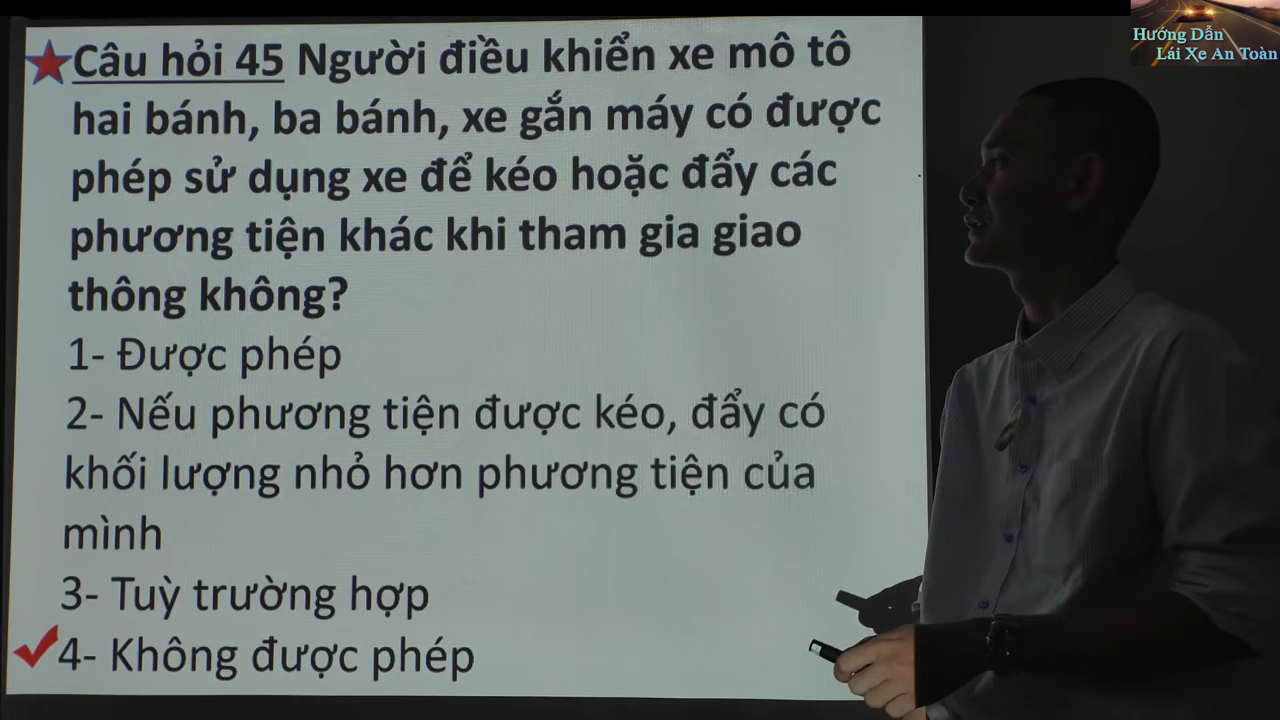 Hướng Dẫn
Lái Xe An Toàn
Câu hỏi 45 Người điều khiển xe mô tô
hai bánh, ba bánh, xe gắn máy có được
phép sử dụng xe để kéo hoặc đẩy các
phương tiện khác khi tham gia giao
thông không?
1- Được phép
2- Nếu phương tiện được kéo, đẩy có
khối lượng nhỏ hơn phương tiện của
mình
3- Tuỳ trường hợp
4- Không được phép